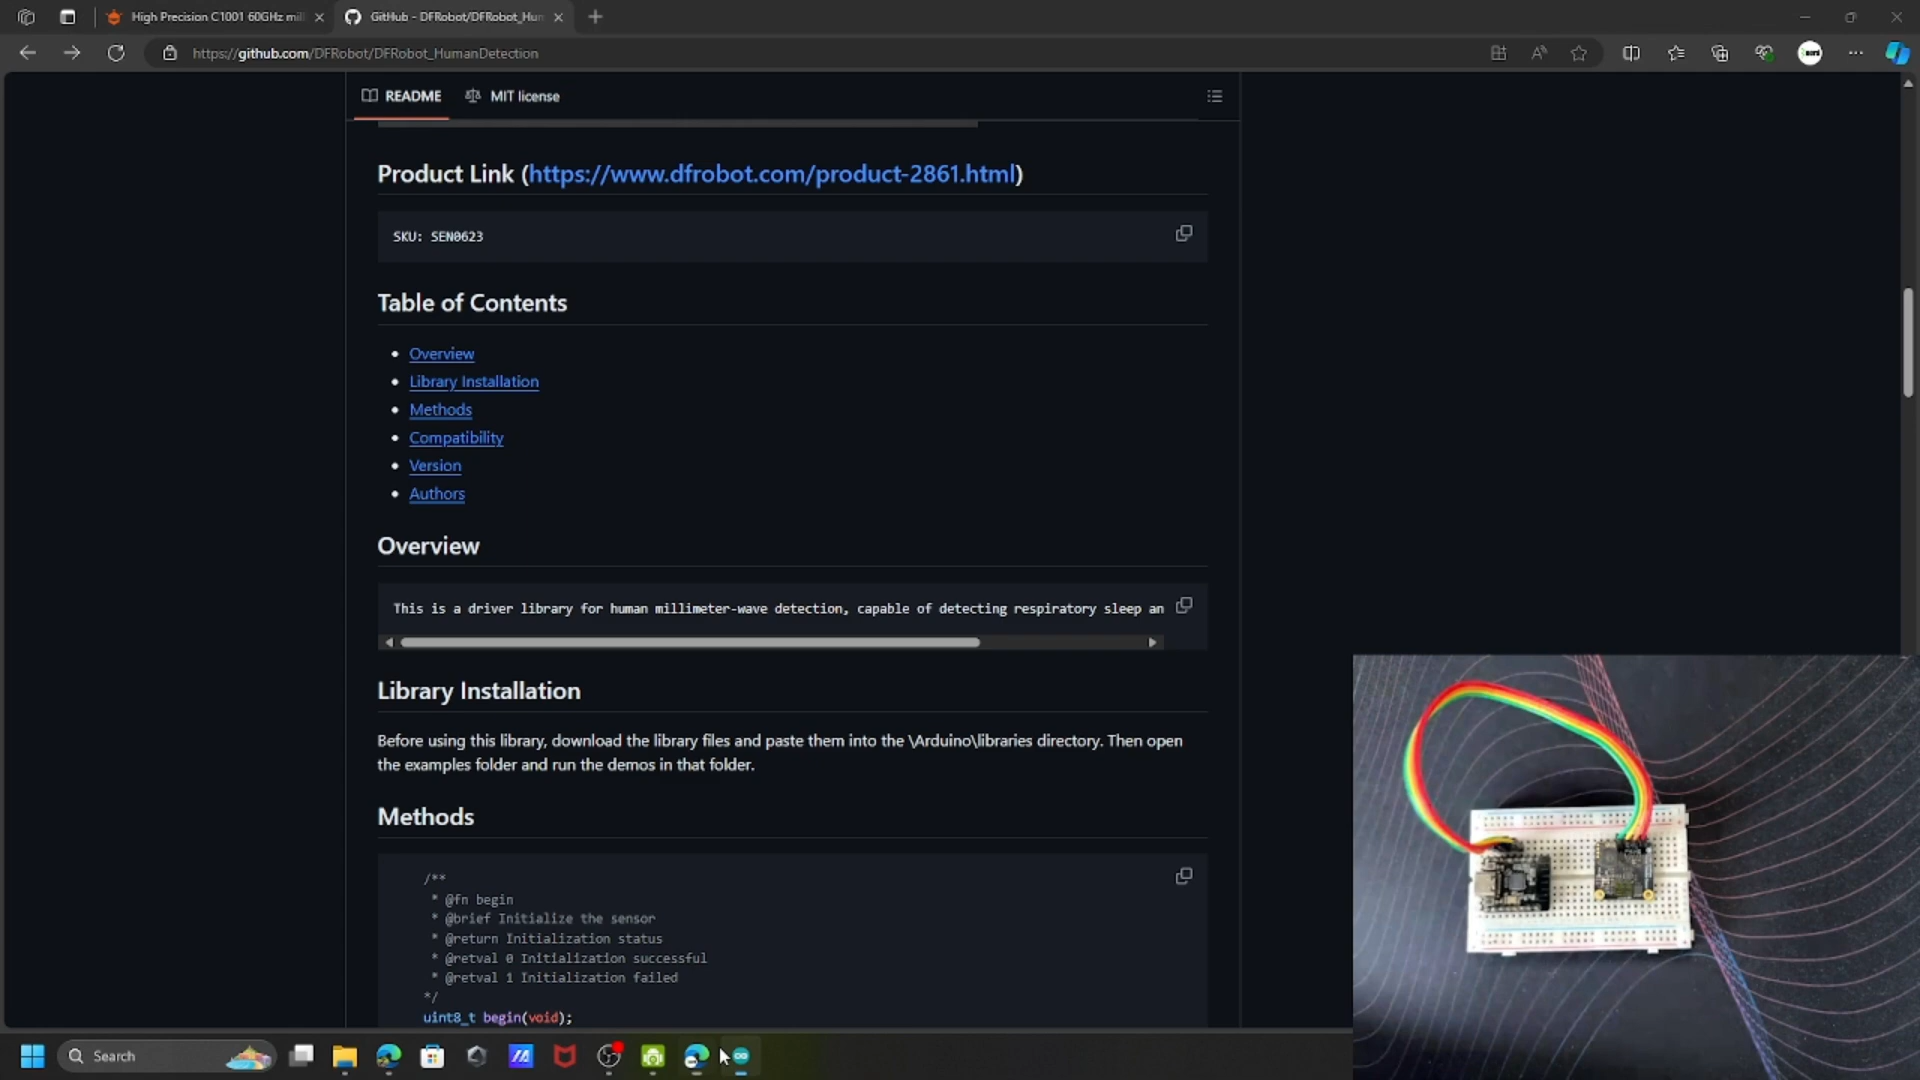 High Precision C1001 60GHz mil
GitHub - DFRobot/DFRobot_Hum
https://github.com/DFRobot/DFRobot_HumanDetection
README
MIT license
Product Link (https://www.dfrobot.com/product-2861.html)
SKU: SEN0623
Table of Contents
Overview
Library Installation
Methods
Compatibility
Version
Authors
Overview
This is a driver library for human millimeter-wave detection, capable of detecting respiratory sleep an
Library Installation
Before using this library, download the library files and paste them into the \Arduino\libraries directory. Then open
the examples folder and run the demos in that folder.
Methods
/**
* @fn begin
* @brief Initialize the sensor
* @return Initialization status
* @retval 0 Initialization successful
* @retval 1 Initialization failed
*/
uint8_t begin(void);
Search